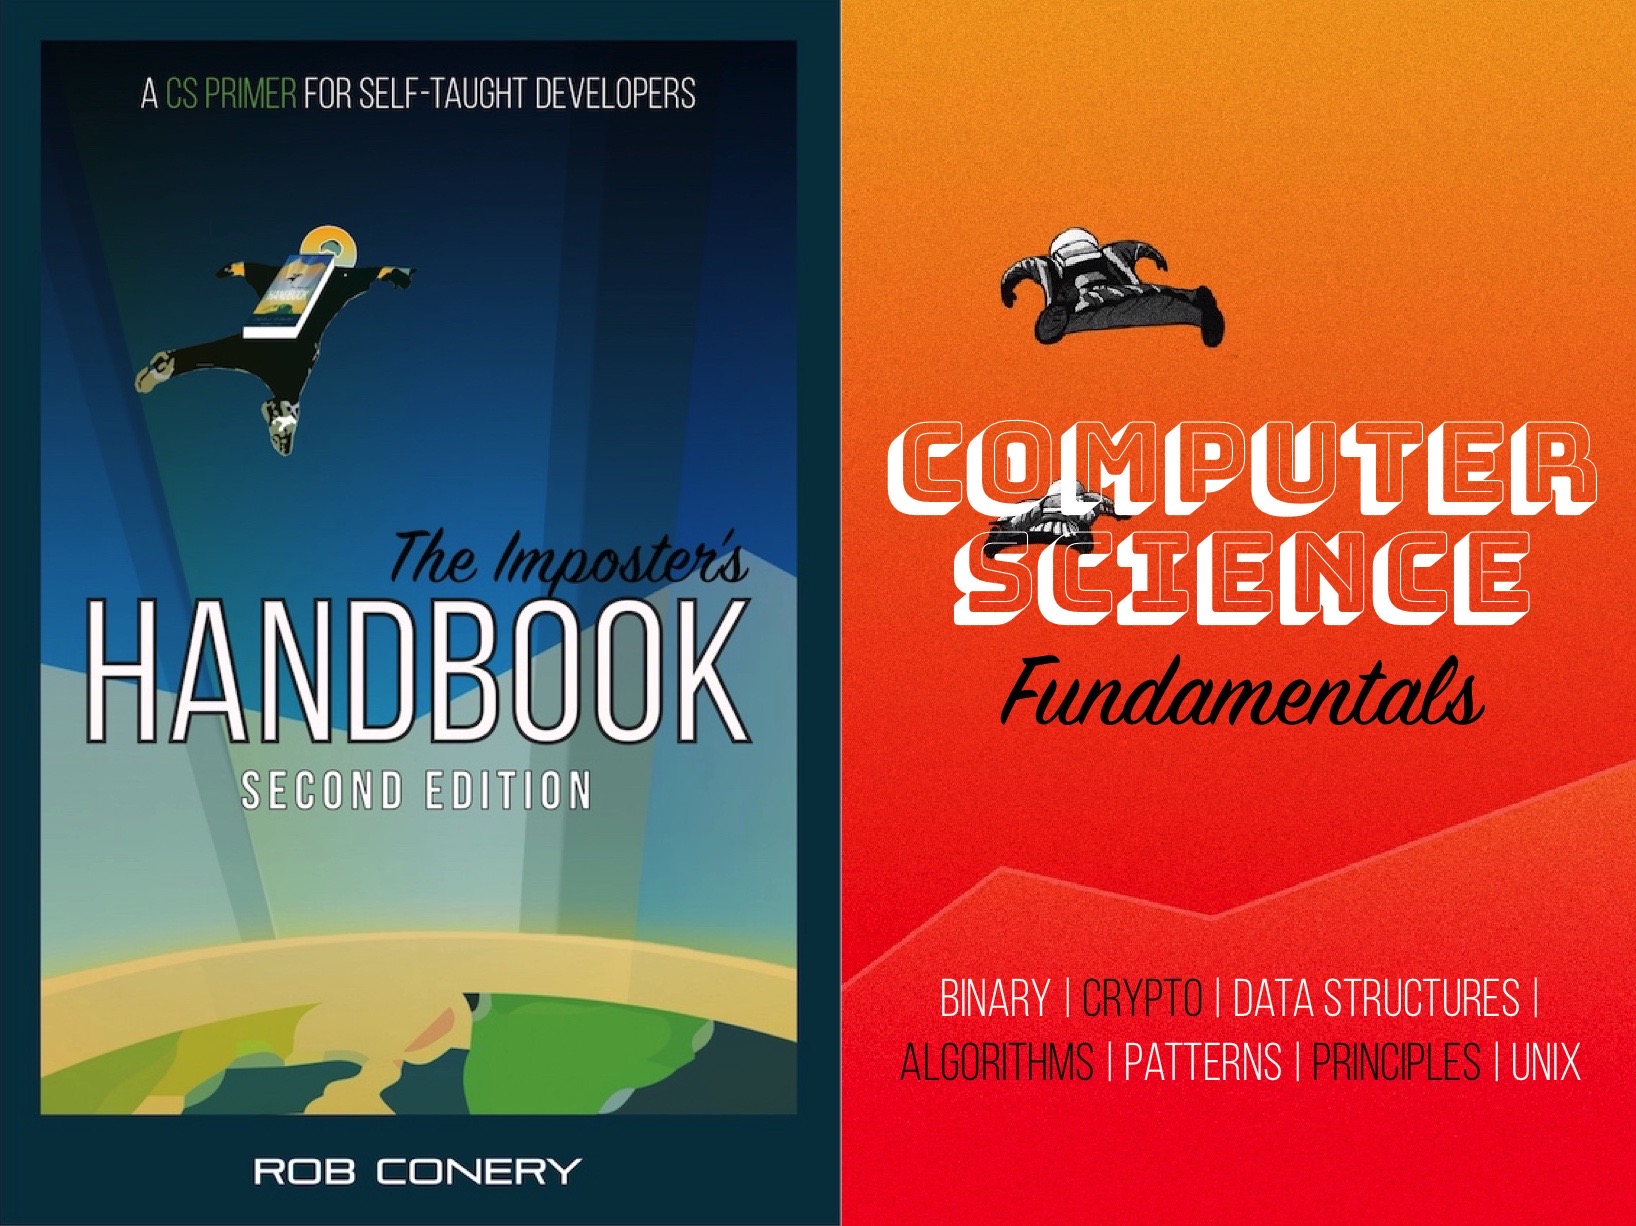 A CS PRIMER FOR SELF-TAUGHT DEVELOPERS
HANDBOOK
The Imposter's
HANDBOOK
SECOND EDITION
ROB CONERY
COMPUTER
SCIENCE
Fundamentals
BINARY | CRYPTO | DATA STRUCTURES |
ALGORITHMS | PATTERNS | PRINCIPLES | UNIX